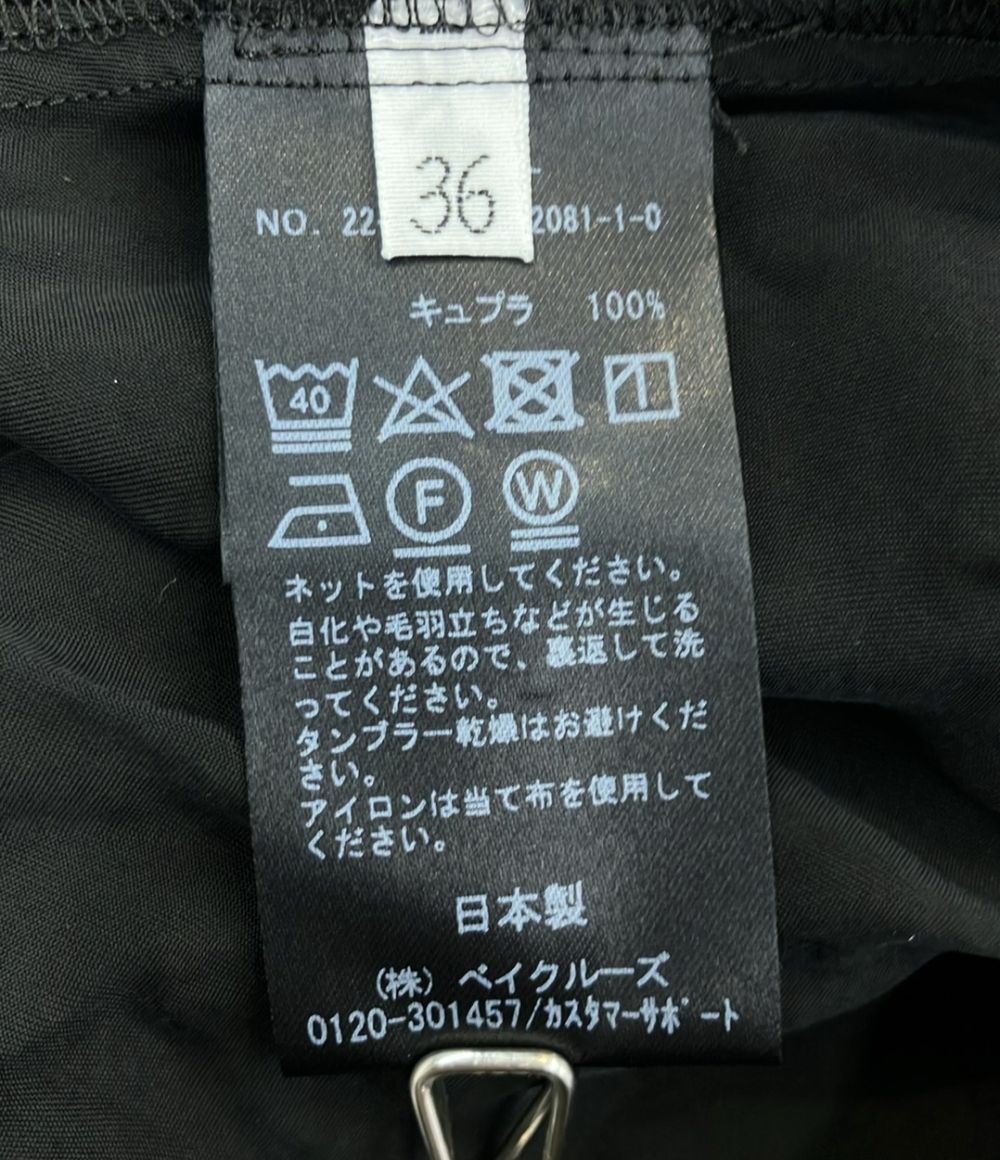 36
NO. 22 2081-1-0
キュプラ 100%
40
F W
ネットを使用してください。
白化や毛羽立ちなどが生じる
ことがあるので、裏返して洗
ってください。
タンブラー乾燥はお避けくだ
さい。
アイロンは当て布を使用して
ください。
日本製
(株) ベイクルーズ
0120-301457/カスタマーサポート